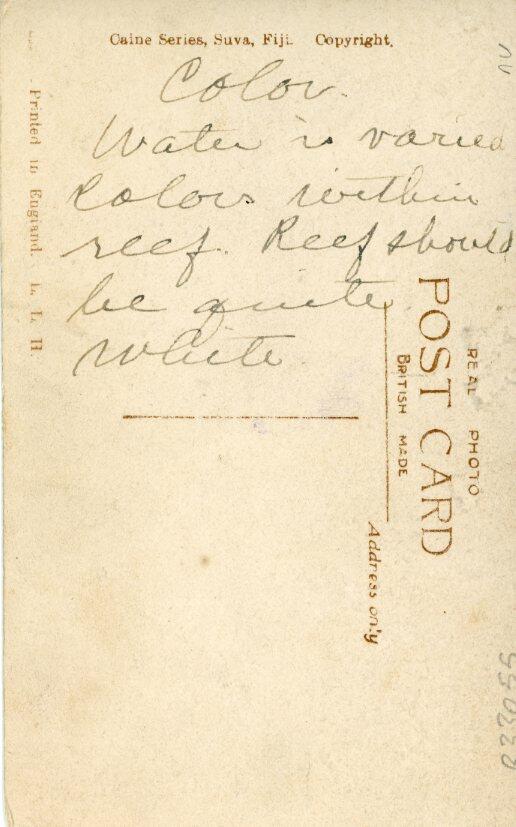 Caine Series, Suva, Fiji. Copyright.
Color.
Water is varied
Colors within
reef. Reef should
be quite
white
Printed in England.
POST CARD
REAL PHOTO
BRITISH MADE
Address only